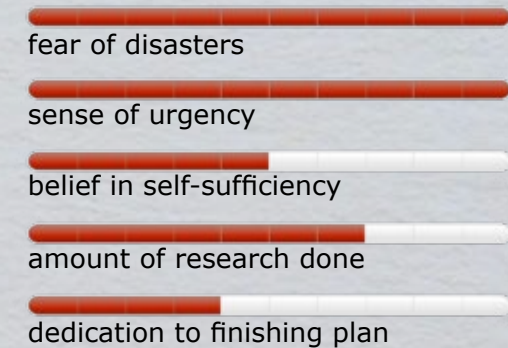 fear of disasters
sense of urgency
belief in self-sufficiency
amount of research done
dedication to finishing plan